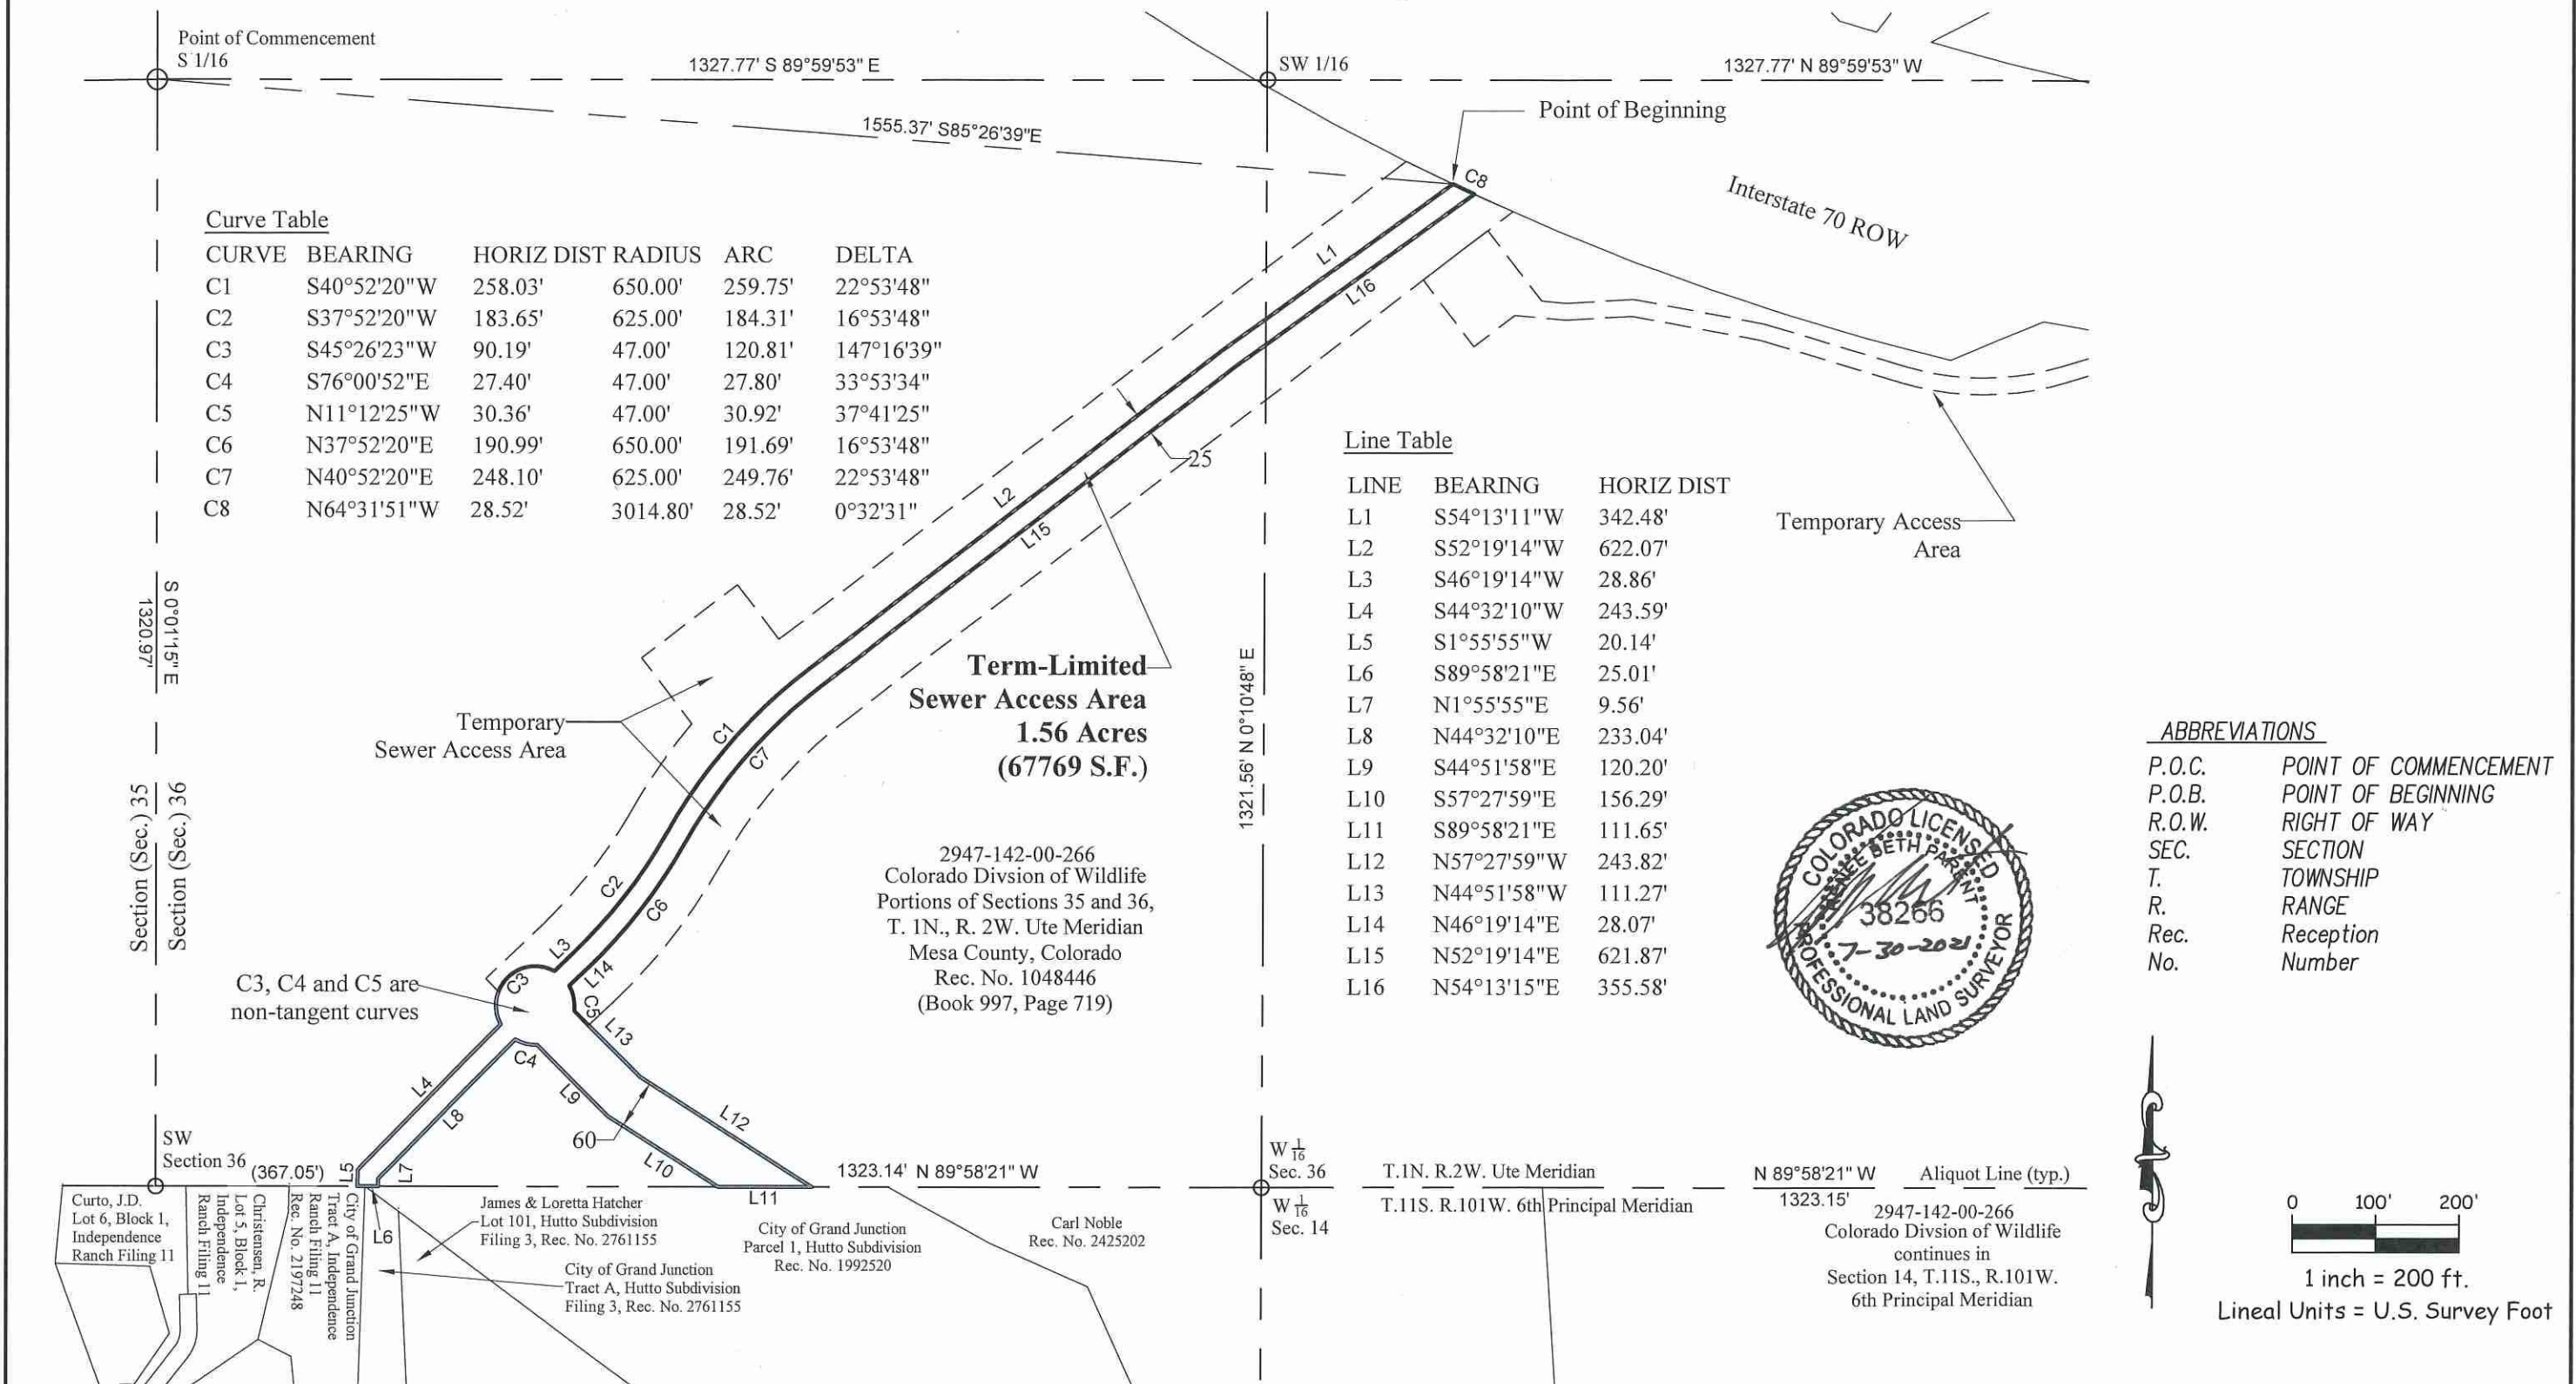 Point of Commencement
S 1/16
1327.77' S 89°59'53" E
SW 1/16
1327.77' N 89°59'53" W
Point of Beginning
1555.37' S85°26'39"E
C8
Interstate 70 ROW
Curve Table
CURVE BEARING HORIZ DIST RADIUS ARC DELTA
C1 S40°52'20"W 258.03' 650.00' 259.75' 22°53'48"
C2 S37°52'20"W 183.65' 625.00' 184.31' 16°53'48"
C3 S45°26'23"W 90.19' 47.00' 120.81' 147°16'39"
C4 S76°00'52"E 27.40' 47.00' 27.80' 33°53'34"
C5 N11°12'25"W 30.36' 47.00' 30.92' 37°41'25"
C6 N37°52'20"E 190.99' 650.00' 191.69' 16°53'48"
C7 N40°52'20"E 248.10' 625.00' 249.76' 22°53'48"
C8 N64°31'51"W 28.52' 3014.80' 28.52' 0°32'31"
L1
L16
25
L2
L15
Line Table
LINE BEARING HORIZ DIST
L1 S54°13'11"W 342.48'
L2 S52°19'14"W 622.07'
L3 S46°19'14"W 28.86'
L4 S44°32'10"W 243.59'
L5 S1°55'55"W 20.14'
L6 S89°58'21"E 25.01'
L7 N1°55'55"E 9.56'
L8 N44°32'10"E 233.04'
L9 S44°51'58"E 120.20'
L10 S57°27'59"E 156.29'
L11 S89°58'21"E 111.65'
L12 N57°27'59"W 243.82'
L13 N44°51'58"W 111.27'
L14 N46°19'14"E 28.07'
L15 N52°19'14"E 621.87'
L16 N54°13'15"E 355.58'
Temporary Access
Area
S 0°01'15" E
1320.97'
Term-Limited
Sewer Access Area
1.56 Acres
(67769 S.F.)
1321.56' N 0°10'48" E
Temporary
Sewer Access Area
C1
C7
Section (Sec.) 35
Section (Sec.) 36
2947-142-00-266
Colorado Divsion of Wildlife
Portions of Sections 35 and 36,
T. 1N., R. 2W. Ute Meridian
Mesa County, Colorado
Rec. No. 1048446
(Book 997, Page 719)
C2
C6
L3
L14
C3
C5
C3, C4 and C5 are
non-tangent curves
L13
C4
L4
L8
L9
L12
60
L10
COLORADO LICENSED
RENEE BETH PARENT
38266
7-30-2021
PROFESSIONAL LAND SURVEYOR
ABBREVIATIONS
P.O.C. POINT OF COMMENCEMENT
P.O.B. POINT OF BEGINNING
R.O.W. RIGHT OF WAY
SEC. SECTION
T. TOWNSHIP
R. RANGE
Rec. Reception
No. Number
SW
Section 36
(367.05')
L5
L7
L6
L11
1323.14' N 89°58'21" W
W 1/16
Sec. 36
W 1/16
Sec. 14
T.1N. R.2W. Ute Meridian
T.11S. R.101W. 6th Principal Meridian
N 89°58'21" W
1323.15'
Aliquot Line (typ.)
2947-142-00-266
Colorado Divsion of Wildlife
continues in
Section 14, T.11S., R.101W.
6th Principal Meridian
Curto, J.D.
Lot 6, Block 1,
Independence
Ranch Filing 11
Christensen, R.
Lot 5, Block 1,
Independence
Ranch Filing 11
City of Grand Junction
Tract A, Independence
Ranch Filing 11
Rec. No. 2197248
James & Loretta Hatcher
Lot 101, Hutto Subdivision
Filing 3, Rec. No. 2761155
City of Grand Junction
Tract A, Hutto Subdivision
Filing 3, Rec. No. 2761155
City of Grand Junction
Parcel 1, Hutto Subdivision
Rec. No. 1992520
Carl Noble
Rec. No. 2425202
0 100' 200'
1 inch = 200 ft.
Lineal Units = U.S. Survey Foot